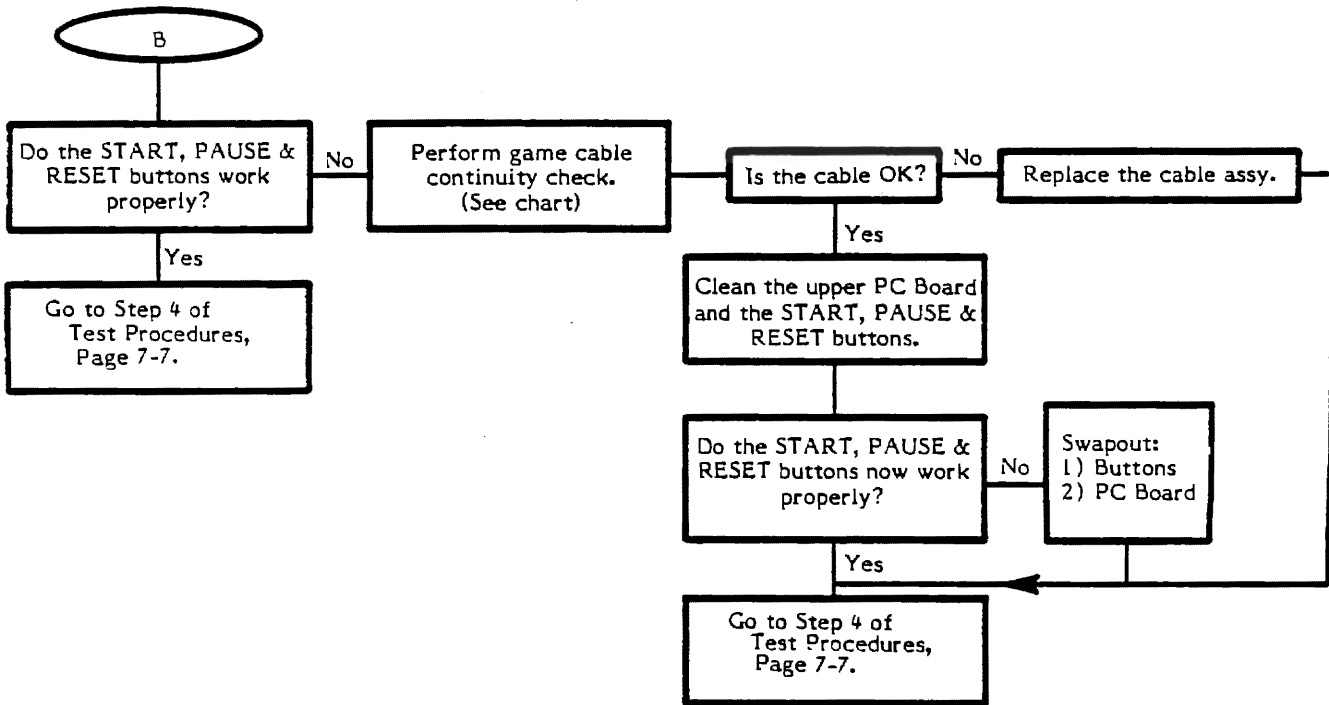 B
Do the START, PAUSE &
RESET buttons work
properly?
No
Perform game cable
continuity check.
(See chart)
Is the cable OK?
No
Replace the cable assy.
Yes
Go to Step 4 of
Test Procedures,
Page 7-7.
Yes
Clean the upper PC Board
and the START, PAUSE &
RESET buttons.
Do the START, PAUSE &
RESET buttons now work
properly?
No
Swapout:
1) Buttons
2) PC Board
Yes
Go to Step 4 of
Test Procedures,
Page 7-7.